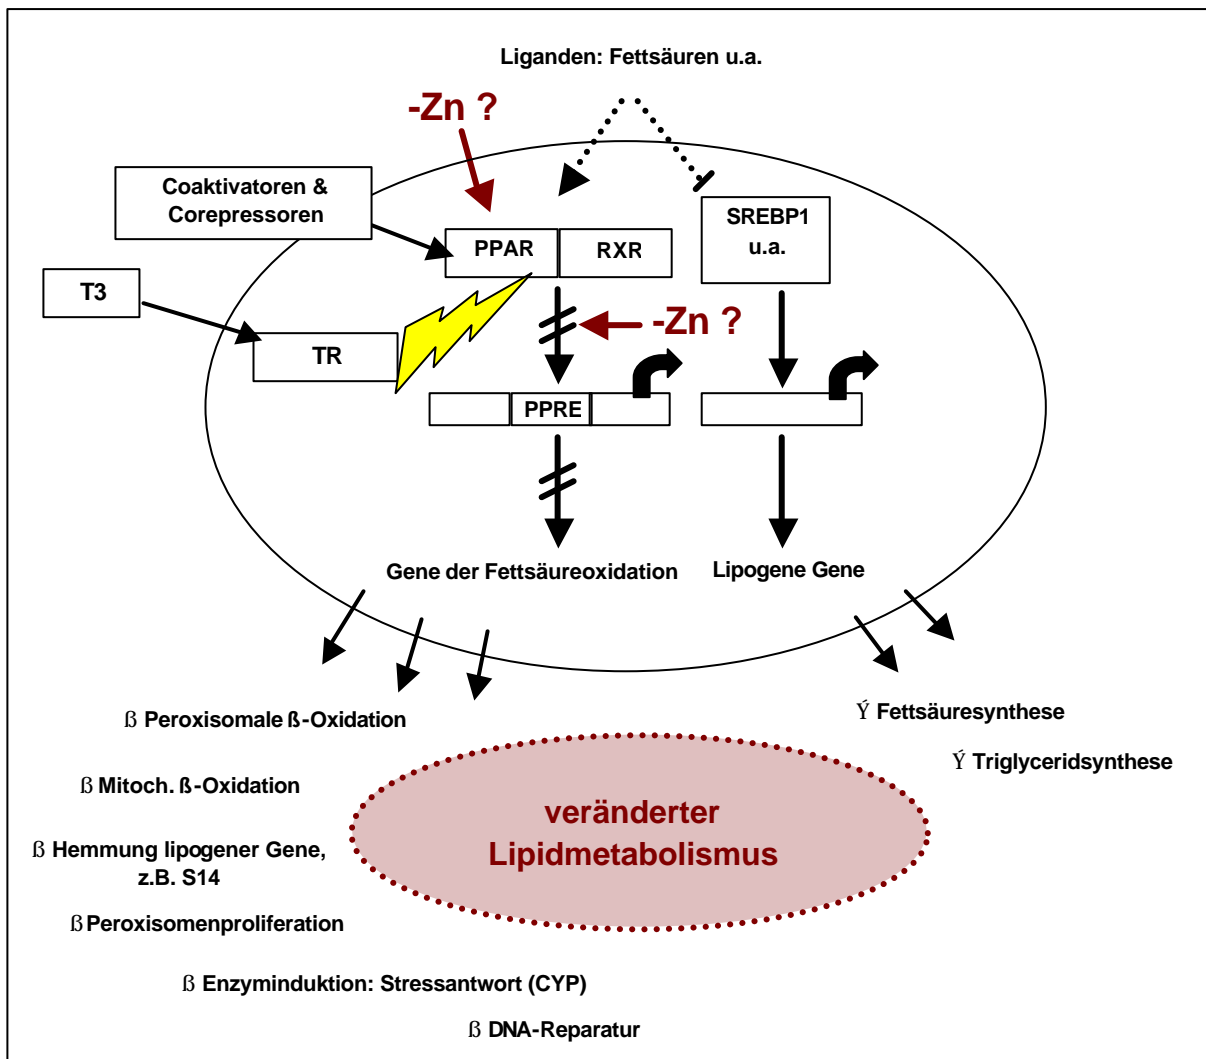 Liganden: Fettsäuren u.a.
-Zn ?
Coaktivatoren &
Corepressoren
SREBP1
u.a.
PPAR
RXR
T3
-Zn ?
TR
PPRE
Gene der Fettsäureoxidation
Lipogene Gene
ß Peroxisomale ß-Oxidation
Ý Fettsäuresynthese
Ý Triglyceridsynthese
ß Mitoch. ß-Oxidation
veränderter
Lipidmetabolismus
ß Hemmung lipogener Gene,
z.B. S14
ß Peroxisomenproliferation
ß Enzyminduktion: Stressantwort (CYP)
ß DNA-Reparatur